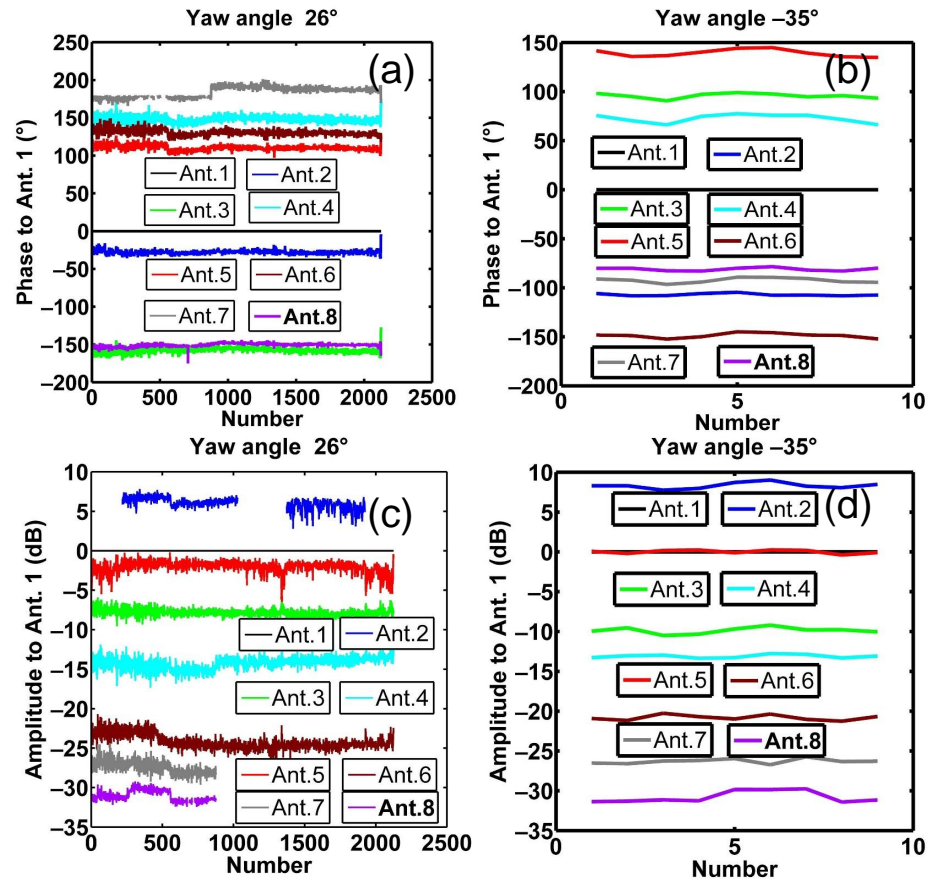 Yaw angle 26°
(a)
Phase to Ant. 1 (°)
250
200
150
100
50
0
−50
−100
−150
−200
Ant.1
Ant.2
Ant.3
Ant.4
Ant.5
Ant.6
Ant.7
Ant.8
0
500
1000
1500
2000
2500
Number
Yaw angle −35°
(b)
Phase to Ant. 1 (°)
150
100
50
0
−50
−100
−150
−200
Ant.1
Ant.2
Ant.3
Ant.4
Ant.5
Ant.6
Ant.7
Ant.8
0
5
10
Number
Yaw angle 26°
(c)
Amplitude to Ant. 1 (dB)
10
5
0
−5
−10
−15
−20
−25
−30
−35
Ant.1
Ant.2
Ant.3
Ant.4
Ant.5
Ant.6
Ant.7
Ant.8
0
500
1000
1500
2000
2500
Number
Yaw angle −35°
(d)
Amplitude to Ant. 1 (dB)
10
5
0
−5
−10
−15
−20
−25
−30
−35
Ant.1
Ant.2
Ant.3
Ant.4
Ant.5
Ant.6
Ant.7
Ant.8
0
5
10
Number